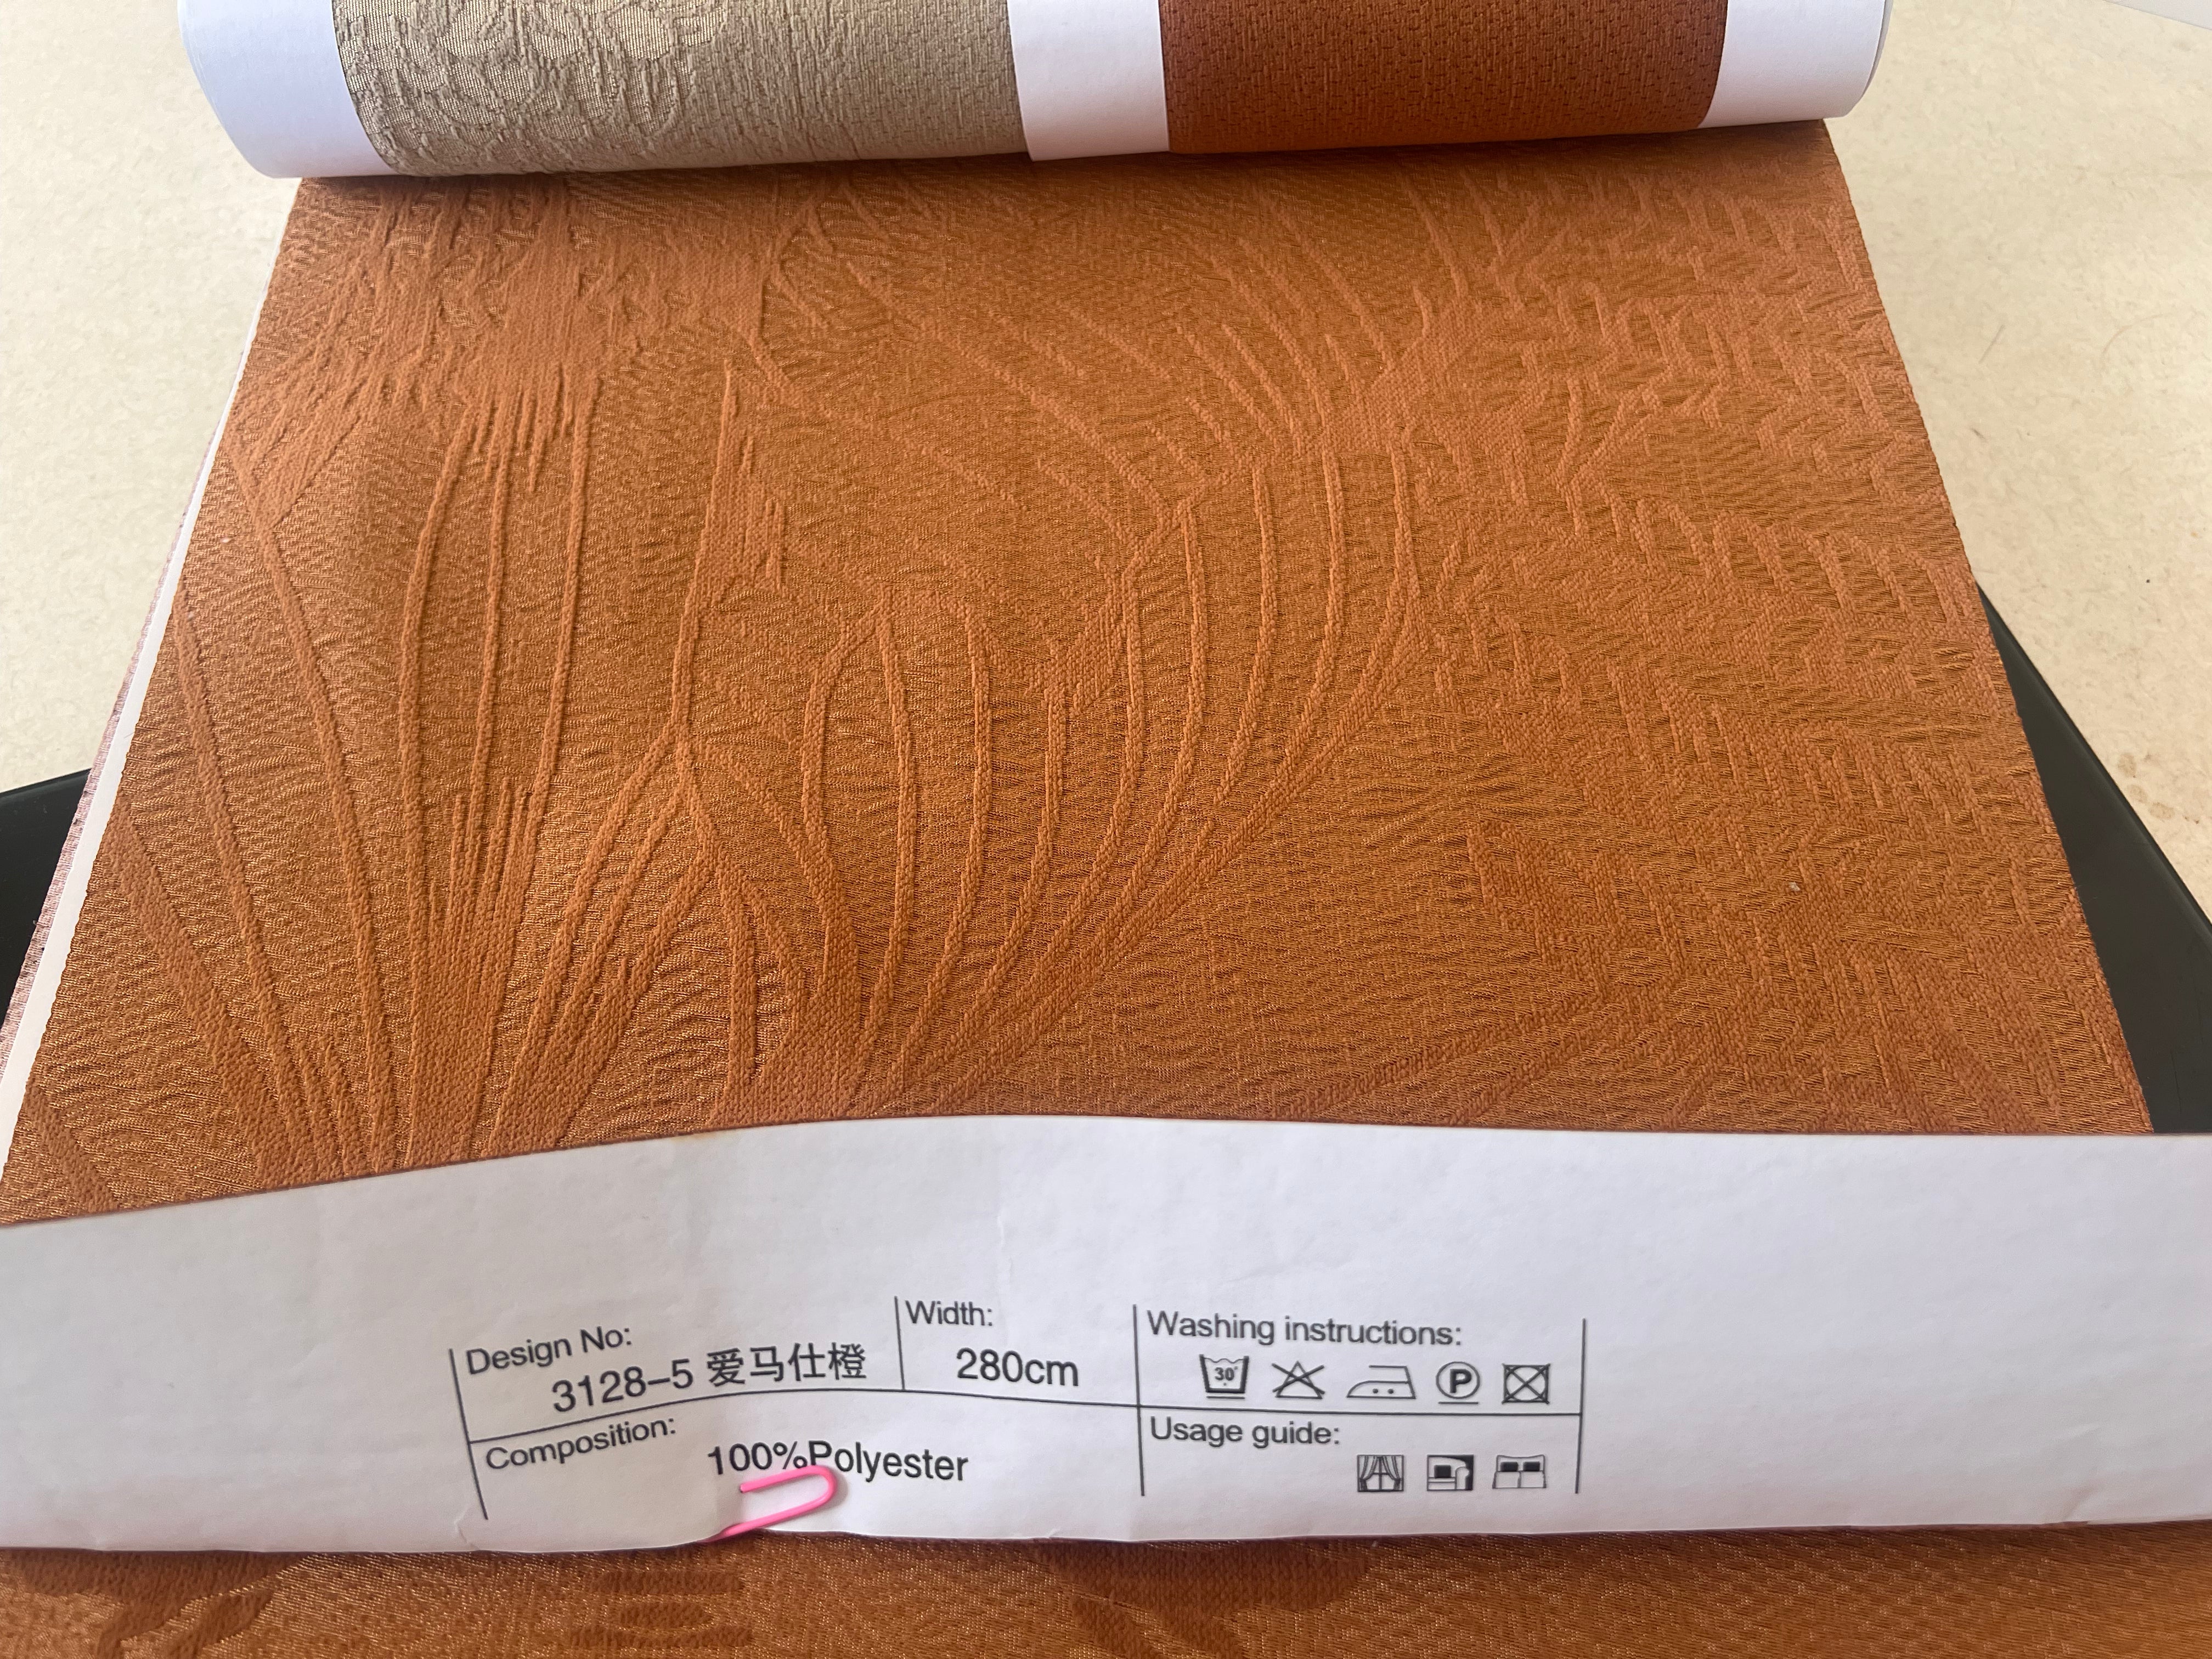 Design No:
3128-5 爱马仕橙
Width:
280cm
Washing instructions:
30°
P
Composition:
100%Polyester
Usage guide: